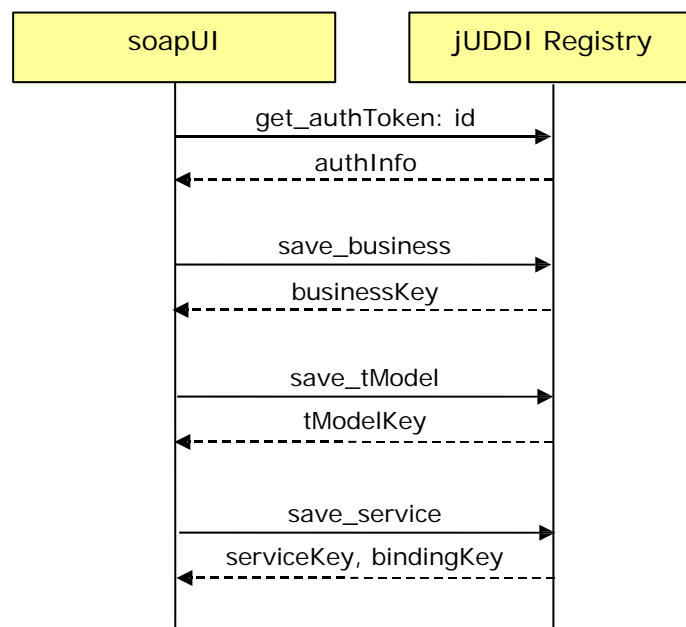 soapUI
jUDDI Registry
get_authToken: id
authInfo
save_business
businessKey
save_tModel
tModelKey
save_service
serviceKey, bindingKey